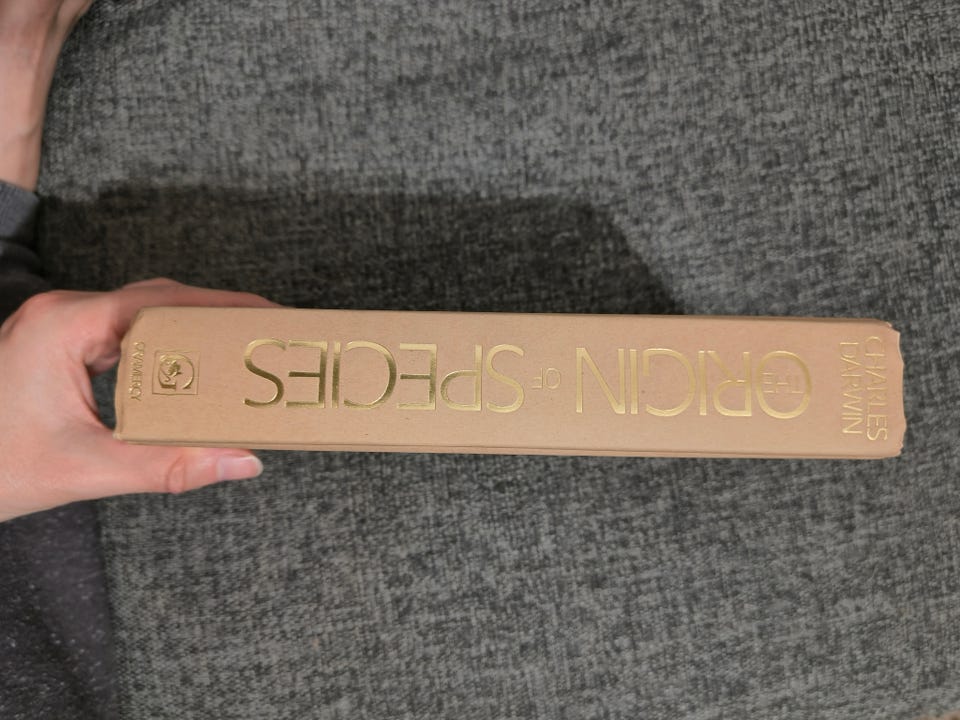 CHARLES
DARWIN
THE
ORIGIN
OF
SPECIES
GRAMERCY